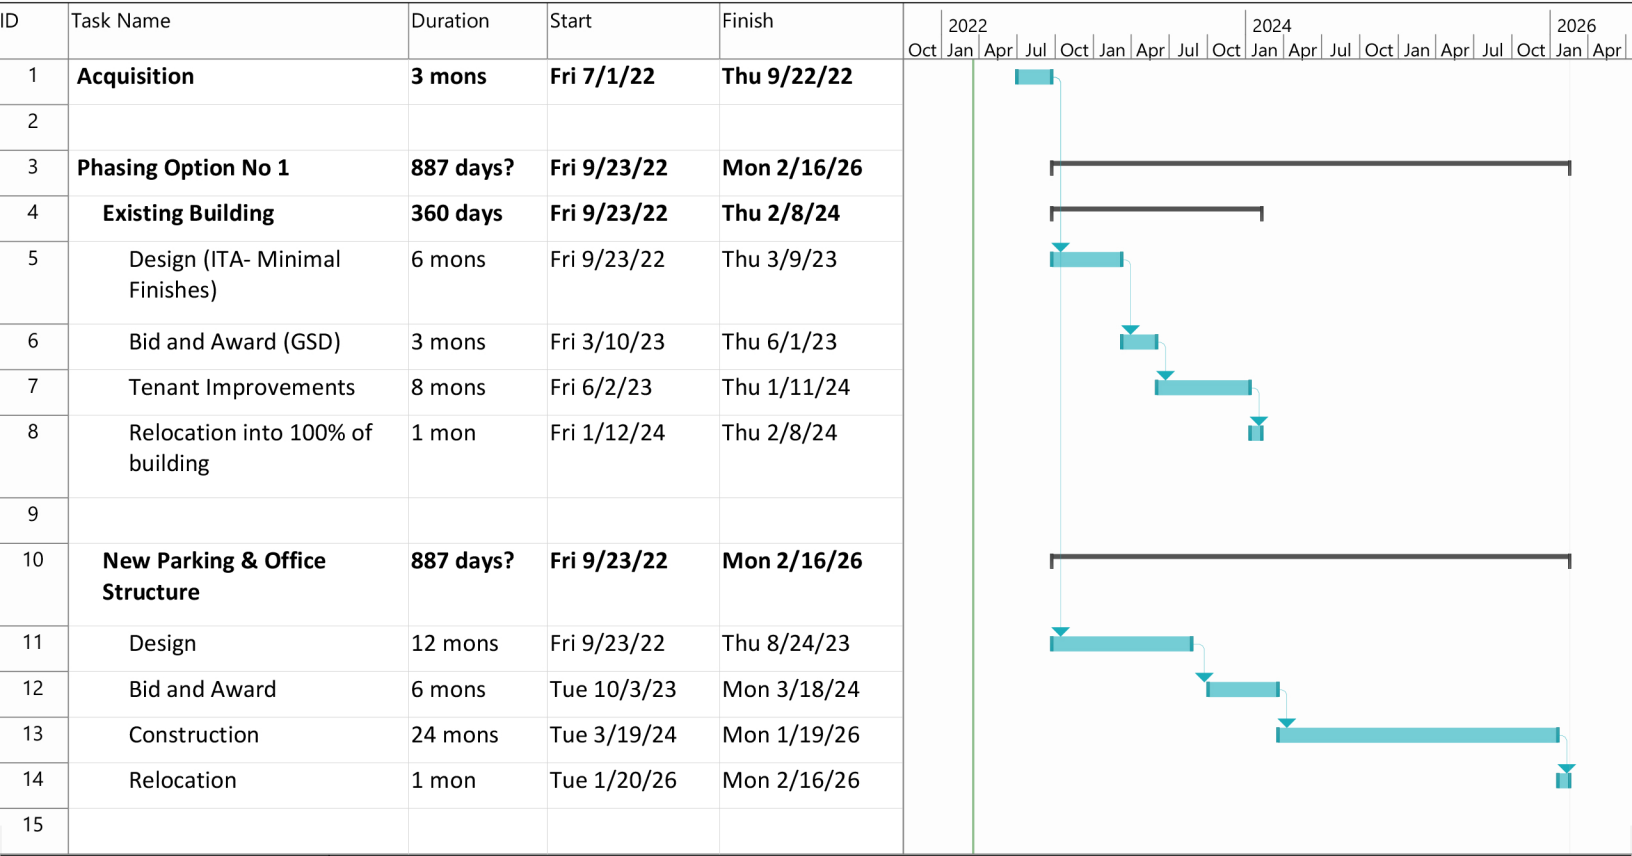 ID Task Name Duration Start Finish 2022 2024 2026
Oct Jan Apr Jul Oct Jan Apr Jul Oct Jan Apr Jul Oct Jan Apr Jul Oct Jan Apr
1 Acquisition 3 mons Fri 7/1/22 Thu 9/22/22
2
3 Phasing Option No 1 887 days? Fri 9/23/22 Mon 2/16/26
4 Existing Building 360 days Fri 9/23/22 Thu 2/8/24
5 Design (ITA- Minimal 6 mons Fri 9/23/22 Thu 3/9/23
Finishes)
6 Bid and Award (GSD) 3 mons Fri 3/10/23 Thu 6/1/23
7 Tenant Improvements 8 mons Fri 6/2/23 Thu 1/11/24
8 Relocation into 100% of 1 mon Fri 1/12/24 Thu 2/8/24
building
9
10 New Parking & Office 887 days? Fri 9/23/22 Mon 2/16/26
Structure
11 Design 12 mons Fri 9/23/22 Thu 8/24/23
12 Bid and Award 6 mons Tue 10/3/23 Mon 3/18/24
13 Construction 24 mons Tue 3/19/24 Mon 1/19/26
14 Relocation 1 mon Tue 1/20/26 Mon 2/16/26
15